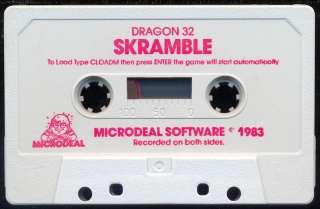 DRAGON 32
SKRAMBLE
To Load Type CLOADM then press ENTER the game will start automatically
100 50 0
MICRODEAL
MICRODEAL SOFTWARE © 1983
Recorded on both sides.